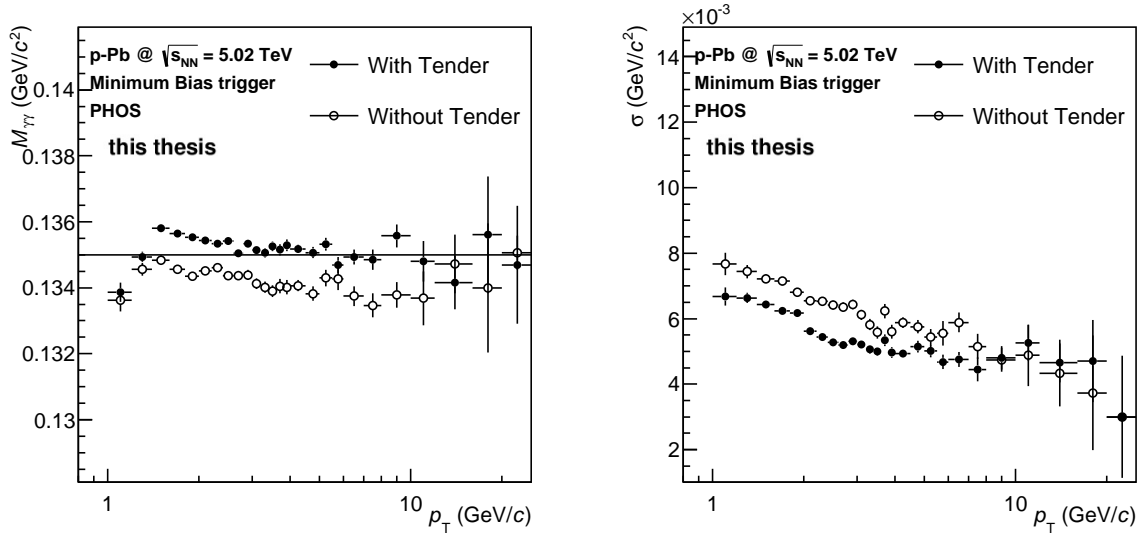 p-Pb @ √sNN = 5.02 TeV
Minimum Bias trigger
PHOS
this thesis
With Tender
Without Tender
Mγγ (GeV/c²)
0.14
0.138
0.136
0.134
0.132
0.13
1
10
pT (GeV/c)
×10⁻³
p-Pb @ √sNN = 5.02 TeV
Minimum Bias trigger
PHOS
this thesis
With Tender
Without Tender
σ (GeV/c²)
14
12
10
8
6
4
2
1
10
pT (GeV/c)